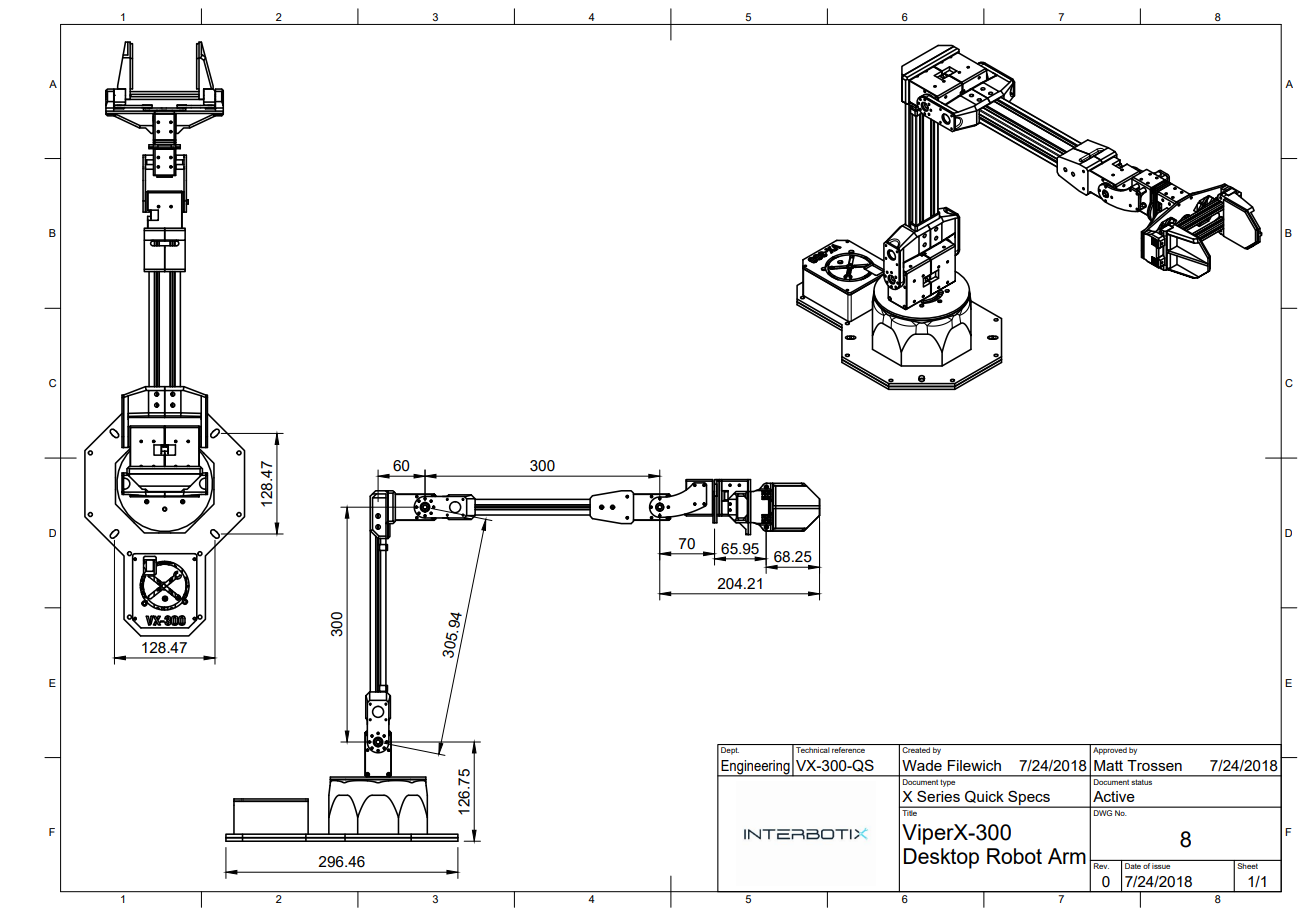 1 2 3 4 5 6 7 8
A A
B B
C C
D D
E E
F F
128.47
VX-300
128.47
VX-300
60
300
70
65.95
68.25
204.21
300
305.94
126.75
296.46
Dept.
Engineering
Technical reference
VX-300-QS
Created by
Wade Filewich 7/24/2018
Approved by
Matt Trossen 7/24/2018
Document type
X Series Quick Specs
Document status
Active
INTERBOTIX
Title
ViperX-300
Desktop Robot Arm
DWG No.
8
Rev.
0
Date of issue
7/24/2018
Sheet
1/1
1 2 3 4 5 6 7 8